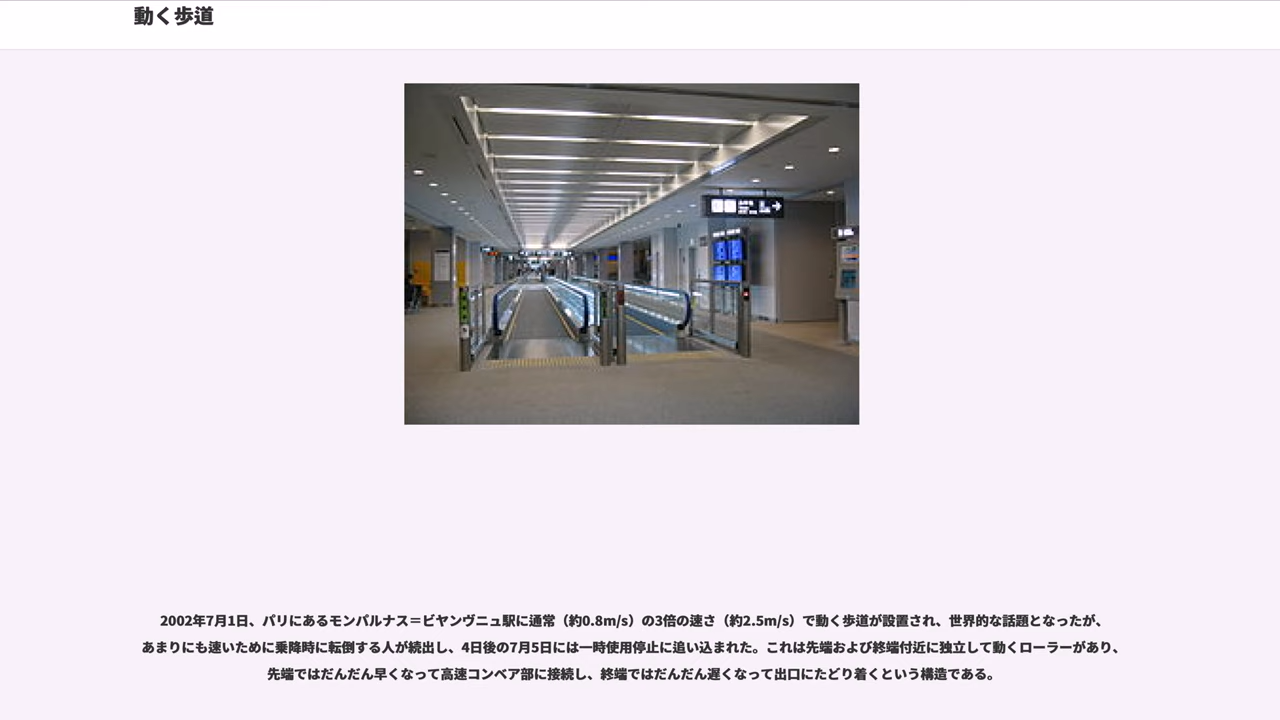 動く歩道
2002年7月1日、パリにあるモンパルナス＝ビヤンヴニュ駅に通常（約0.8m/s）の3倍の速さ（約2.5m/s）で動く歩道が設置され、世界的な話題となったが、
あまりにも速いために乗降時に転倒する人が続出し、4日後の7月5日には一時使用停止に追い込まれた。これは先端および終端付近に独立して動くローラーがあり、
先端ではだんだん早くなって高速コンベア部に接続し、終端ではだんだん遅くなって出口にたどり着くという構造である。